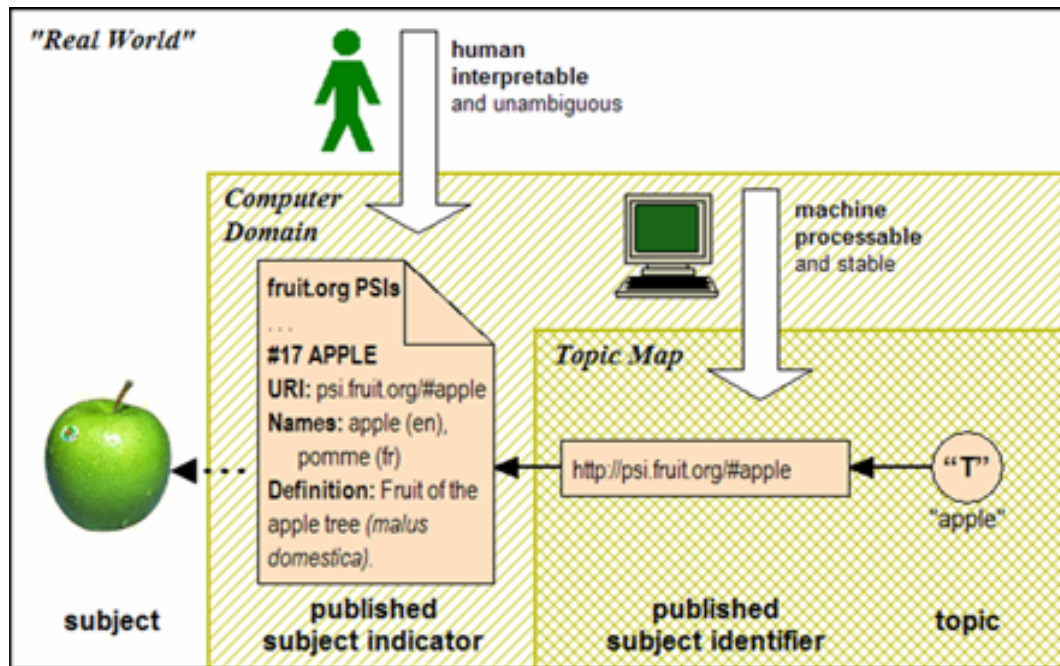 "Real World"
human
interpretable
and unambiguous
Computer
Domain
machine
processable
and stable
fruit.org PSIs
. . .
#17 APPLE
URI: psi.fruit.org/#apple
Names: apple (en),
pomme (fr)
Definition: Fruit of the
apple tree (malus
domestica).
Topic Map
http://psi.fruit.org/#apple
“T”
"apple"
subject
published
subject indicator
published
subject identifier
topic